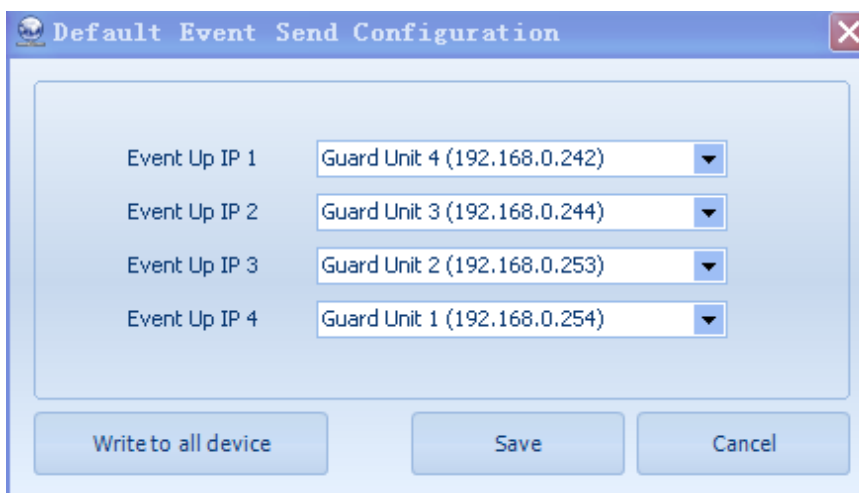 Default Event Send Configuration
Event Up IP 1 Guard Unit 4 (192.168.0.242)
Event Up IP 2 Guard Unit 3 (192.168.0.244)
Event Up IP 3 Guard Unit 2 (192.168.0.253)
Event Up IP 4 Guard Unit 1 (192.168.0.254)
Write to all device Save Cancel